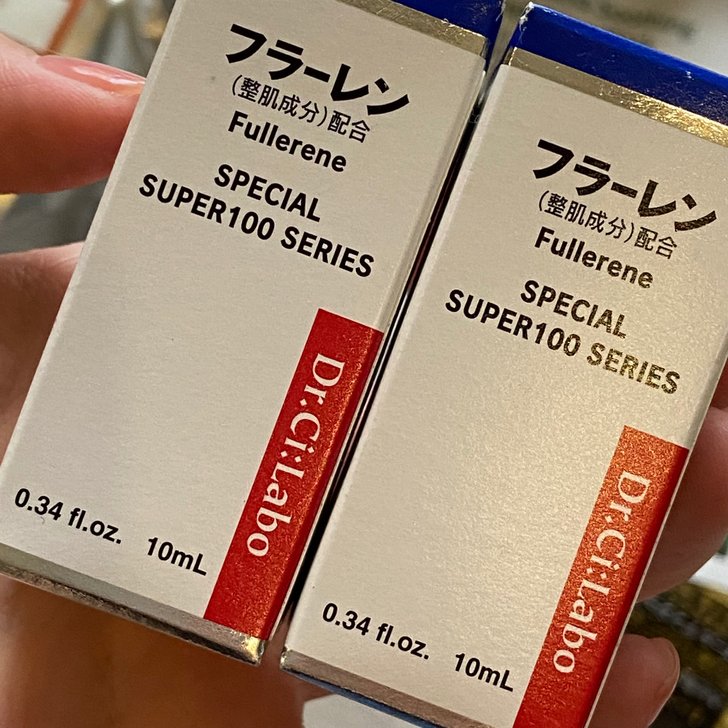 フラーレン
(整肌成分)配合
Fullerene
SPECIAL
SUPER100 SERIES
Dr.Ci:Labo
0.34 fl.oz. 10mL
フラーレン
(整肌成分)配合
Fullerene
SPECIAL
SUPER100 SERIES
Dr.Ci:Labo
0.34 fl.oz. 10mL